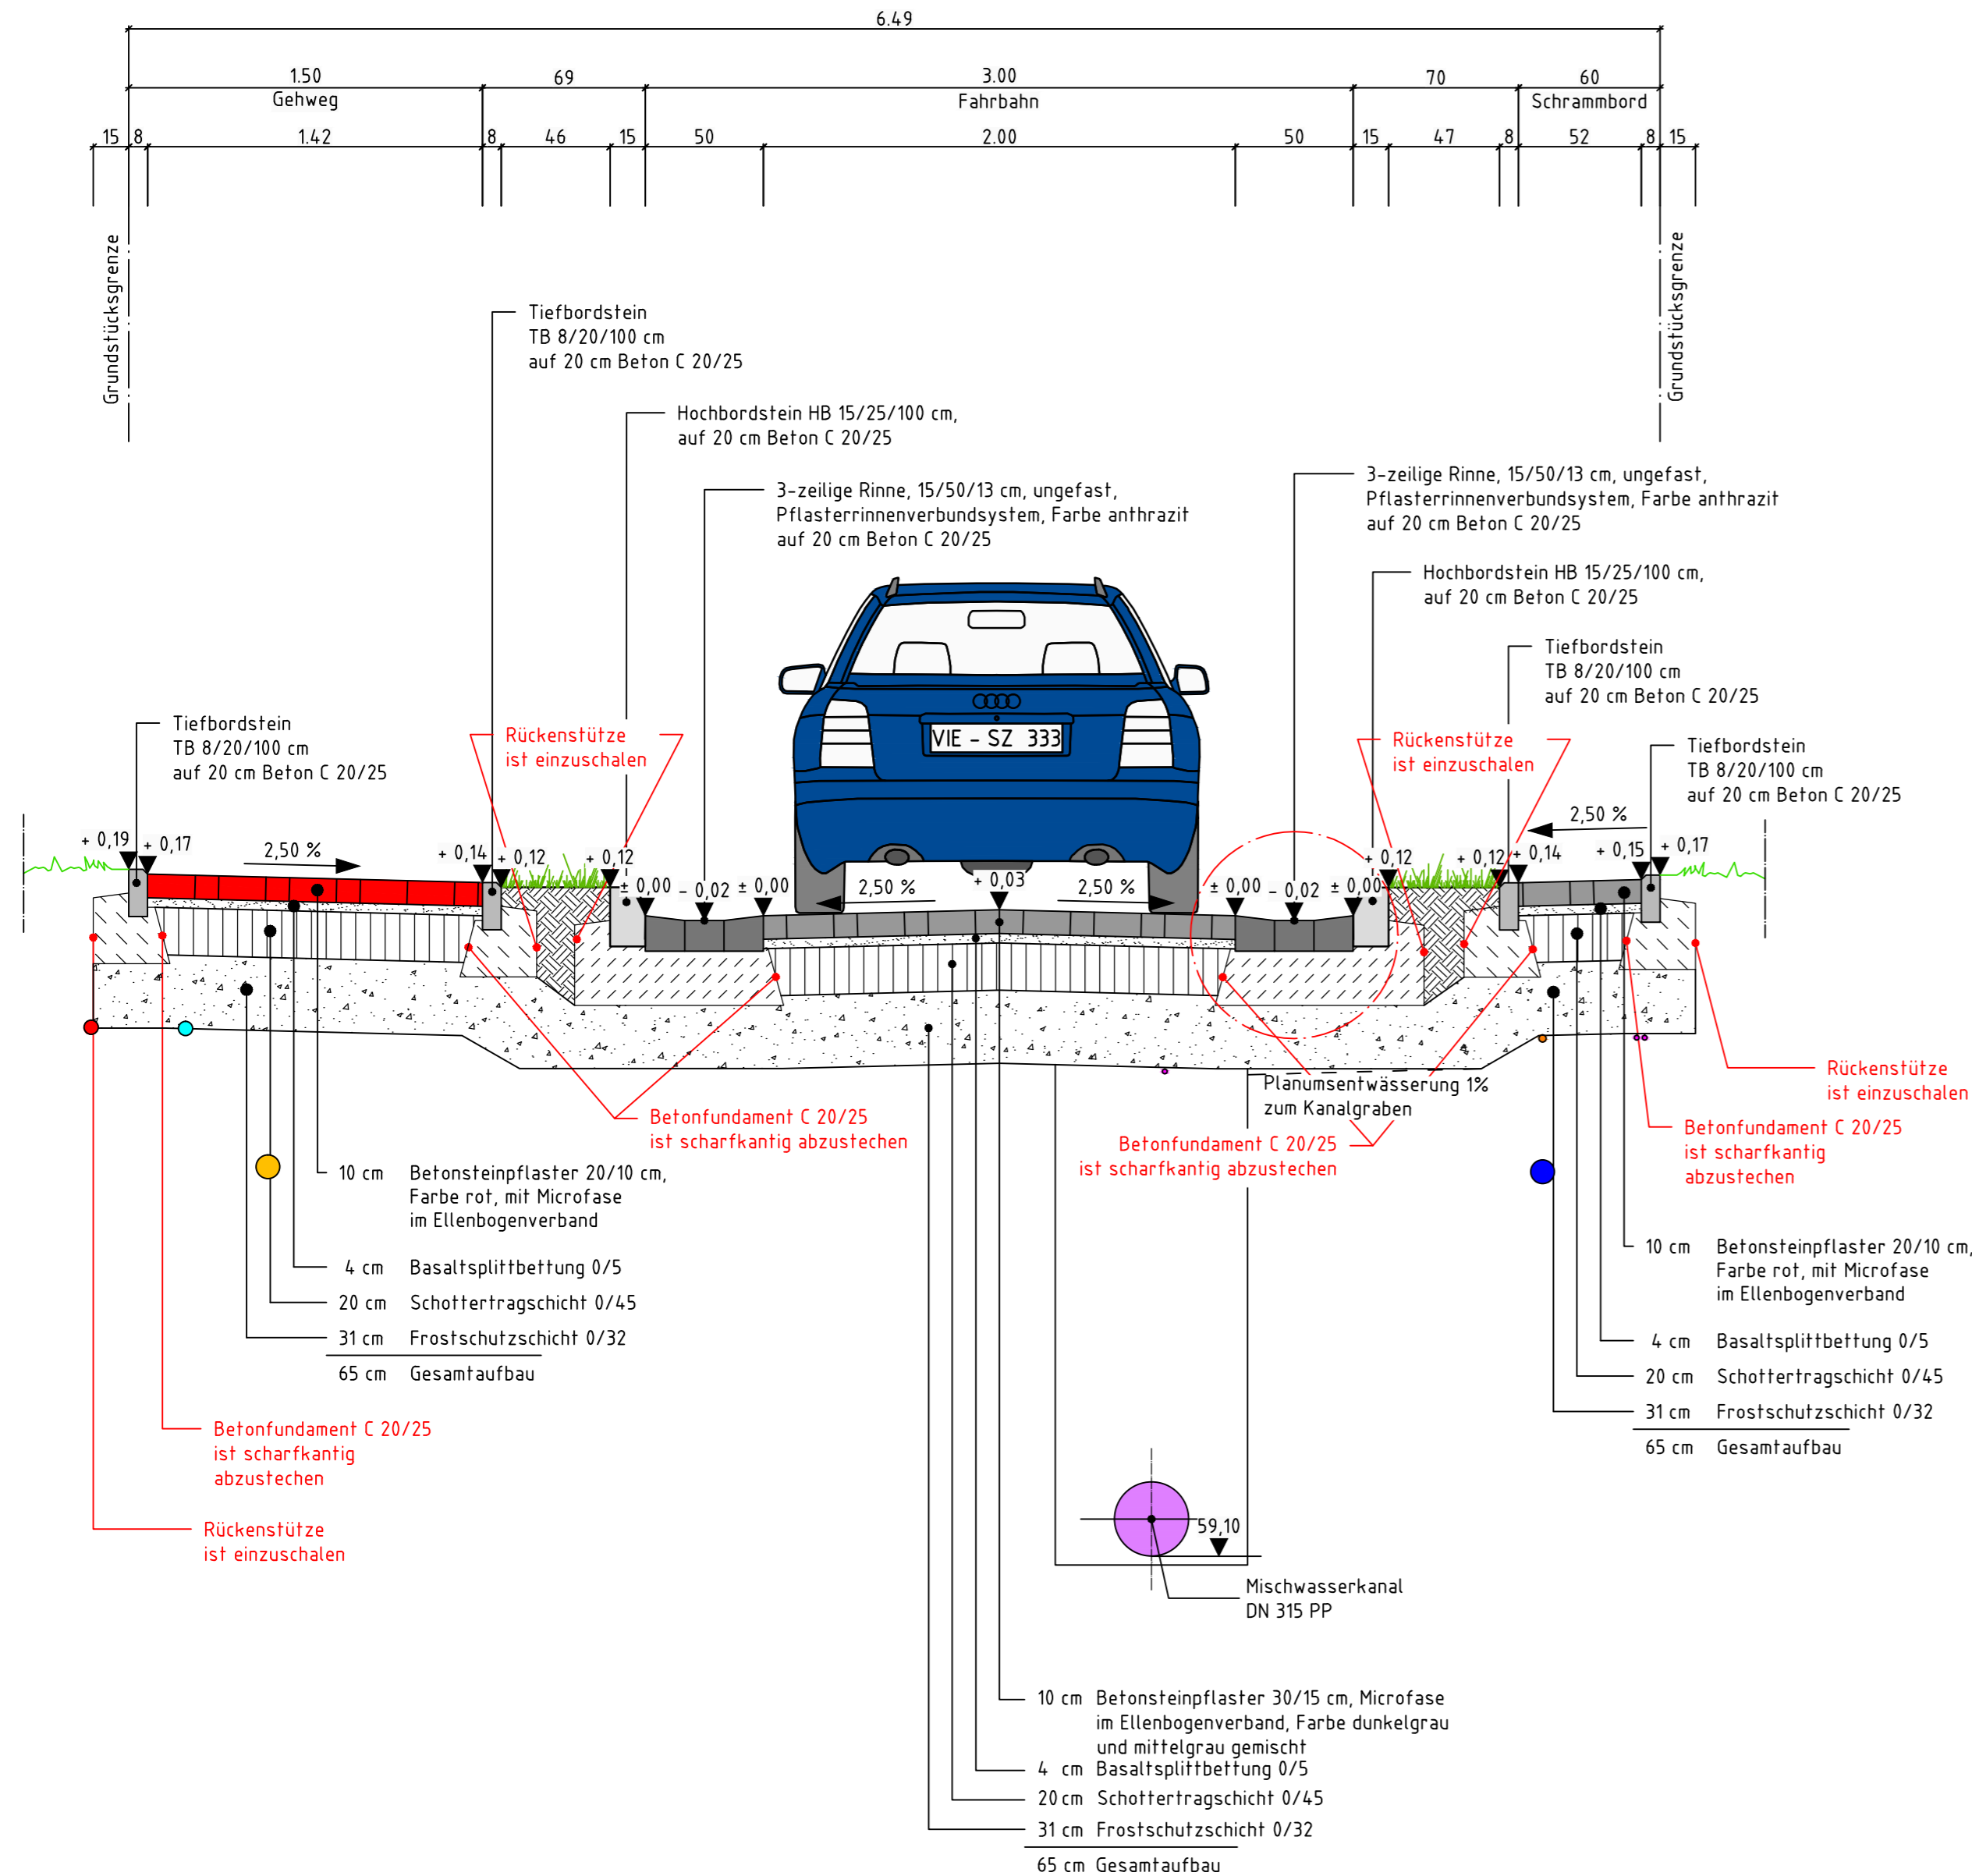 6.49
1.50
69
3.00
70
60
Gehweg
Fahrbahn
Schrammbord
15 8 1.42 8 46 15 50 2.00 50 15 47 8 52 8 15
Grundstücksgrenze
Grundstücksgrenze
Tiefbordstein
TB 8/20/100 cm
auf 20 cm Beton C 20/25
Hochbordstein HB 15/25/100 cm,
auf 20 cm Beton C 20/25
3-zeilige Rinne, 15/50/13 cm, ungefast,
Pflasterrinnenverbundsystem, Farbe anthrazit
auf 20 cm Beton C 20/25
3-zeilige Rinne, 15/50/13 cm, ungefast,
Pflasterrinnenverbundsystem, Farbe anthrazit
auf 20 cm Beton C 20/25
Hochbordstein HB 15/25/100 cm,
auf 20 cm Beton C 20/25
Tiefbordstein
TB 8/20/100 cm
auf 20 cm Beton C 20/25
Tiefbordstein
TB 8/20/100 cm
auf 20 cm Beton C 20/25
Rückenstütze
ist einzuschalen
VIE - SZ 333
Rückenstütze
ist einzuschalen
Tiefbordstein
TB 8/20/100 cm
auf 20 cm Beton C 20/25
+ 0,19
+ 0,17
2,50 %
+ 0,14
+ 0,12
+ 0,12
± 0,00
- 0,02
± 0,00
2,50 %
+ 0,03
2,50 %
± 0,00
- 0,02
± 0,00
+ 0,12
+ 0,12
+ 0,14
2,50 %
+ 0,15
+ 0,17
Planumsentwässerung 1%
zum Kanalgraben
Rückenstütze
ist einzuschalen
Betonfundament C 20/25
ist scharfkantig abzustechen
Betonfundament C 20/25
ist scharfkantig abzustechen
Betonfundament C 20/25
ist scharfkantig
abzustechen
10 cm Betonsteinpflaster 20/10 cm,
Farbe rot, mit Microfase
im Ellenbogenverband
4 cm Basaltsplittbettung 0/5
20 cm Schottertragschicht 0/45
31 cm Frostschutzschicht 0/32
65 cm Gesamtaufbau
10 cm Betonsteinpflaster 20/10 cm,
Farbe rot, mit Microfase
im Ellenbogenverband
4 cm Basaltsplittbettung 0/5
20 cm Schottertragschicht 0/45
31 cm Frostschutzschicht 0/32
65 cm Gesamtaufbau
Betonfundament C 20/25
ist scharfkantig
abzustechen
Rückenstütze
ist einzuschalen
59,10
Mischwasserkanal
DN 315 PP
10 cm Betonsteinpflaster 30/15 cm, Microfase
im Ellenbogenverband, Farbe dunkelgrau
und mittelgrau gemischt
4 cm Basaltsplittbettung 0/5
20 cm Schottertragschicht 0/45
31 cm Frostschutzschicht 0/32
65 cm Gesamtaufbau